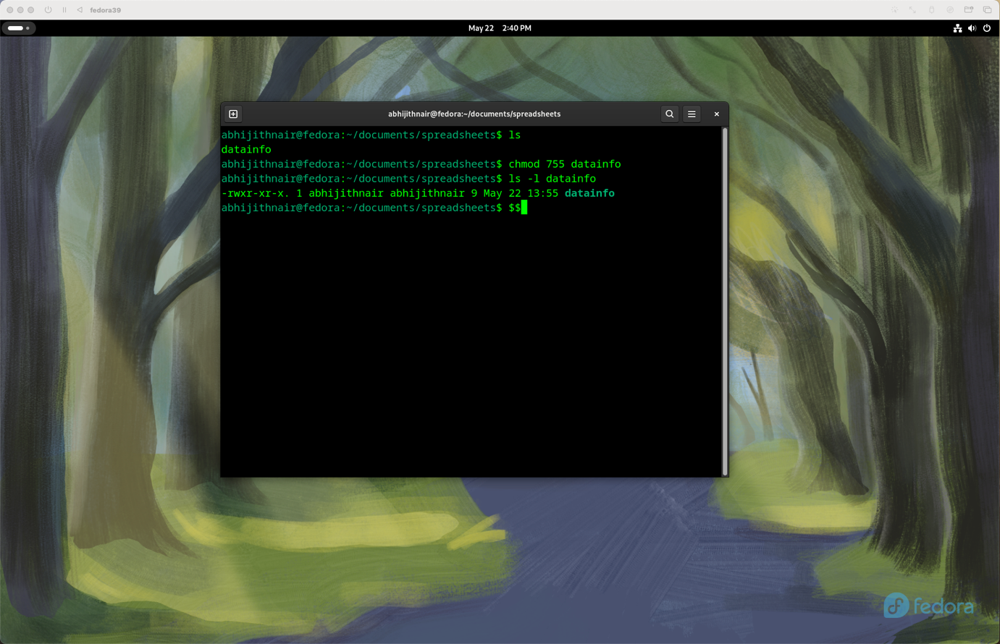 fedora39
May 22 2:40 PM
abhijithnair@fedora:~/documents/spreadsheets
abhijithnair@fedora:~/documents/spreadsheets$ ls
datainfo
abhijithnair@fedora:~/documents/spreadsheets$ chmod 755 datainfo
abhijithnair@fedora:~/documents/spreadsheets$ ls -l datainfo
-rwxr-xr-x. 1 abhijithnair abhijithnair 9 May 22 13:55 datainfo
abhijithnair@fedora:~/documents/spreadsheets$ $$
fedora